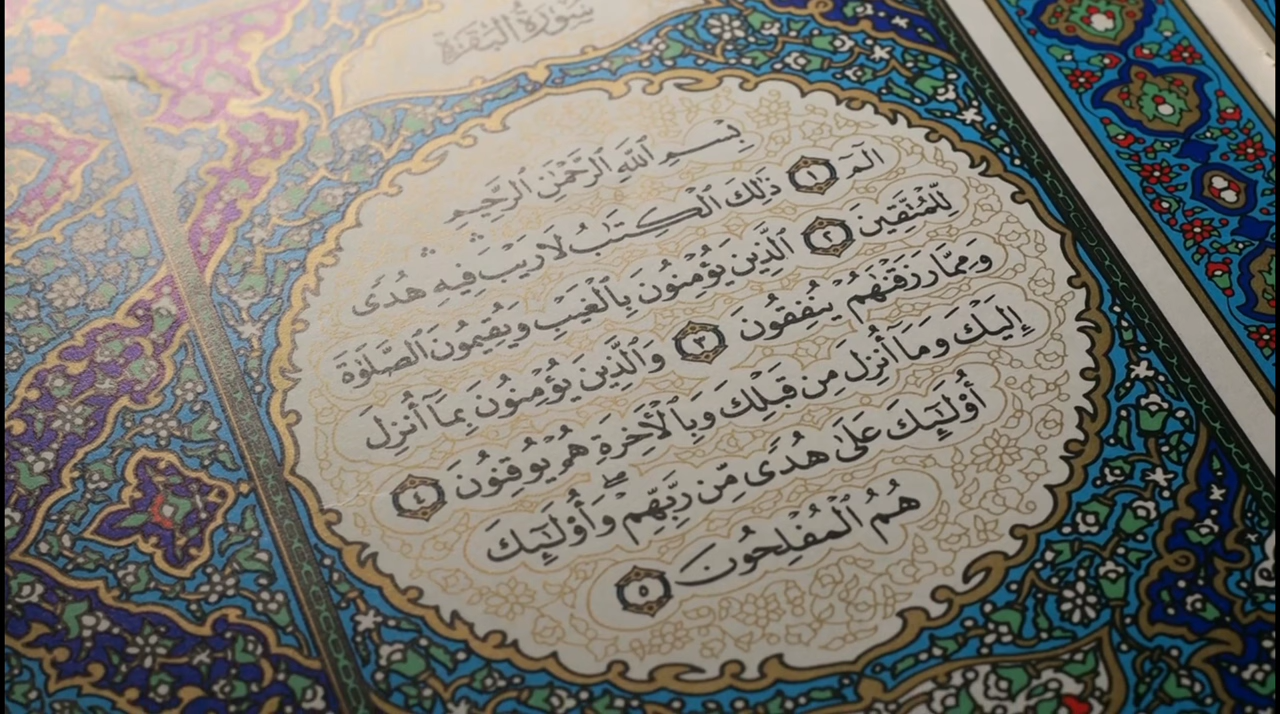 سُورَةُ الْبَقَرَةِ
بِسْمِ ٱللَّهِ ٱلرَّحْمَٰنِ ٱلرَّحِيمِ
الٓمٓ ١ ذَٰلِكَ ٱلْكِتَٰبُ لَا رَيْبَ ۛ فِيهِ ۛ هُدًى
لِّلْمُتَّقِينَ ٢ ٱلَّذِينَ يُؤْمِنُونَ بِٱلْغَيْبِ وَيُقِيمُونَ ٱلصَّلَوٰةَ
وَمِمَّا رَزَقْنَٰهُمْ يُنفِقُونَ ٣ وَٱلَّذِينَ يُؤْمِنُونَ بِمَآ أُنزِلَ
إِلَيْكَ وَمَآ أُنزِلَ مِن قَبْلِكَ وَبِٱلْأَخِرَةِ هُمْ يُوقِنُونَ ٤
أُو۟لَٰٓئِكَ عَلَىٰ هُدًى مِّن رَّبِّهِمْ ۖ وَأُو۟لَٰٓئِكَ
هُمُ ٱلْمُفْلِحُونَ ٥